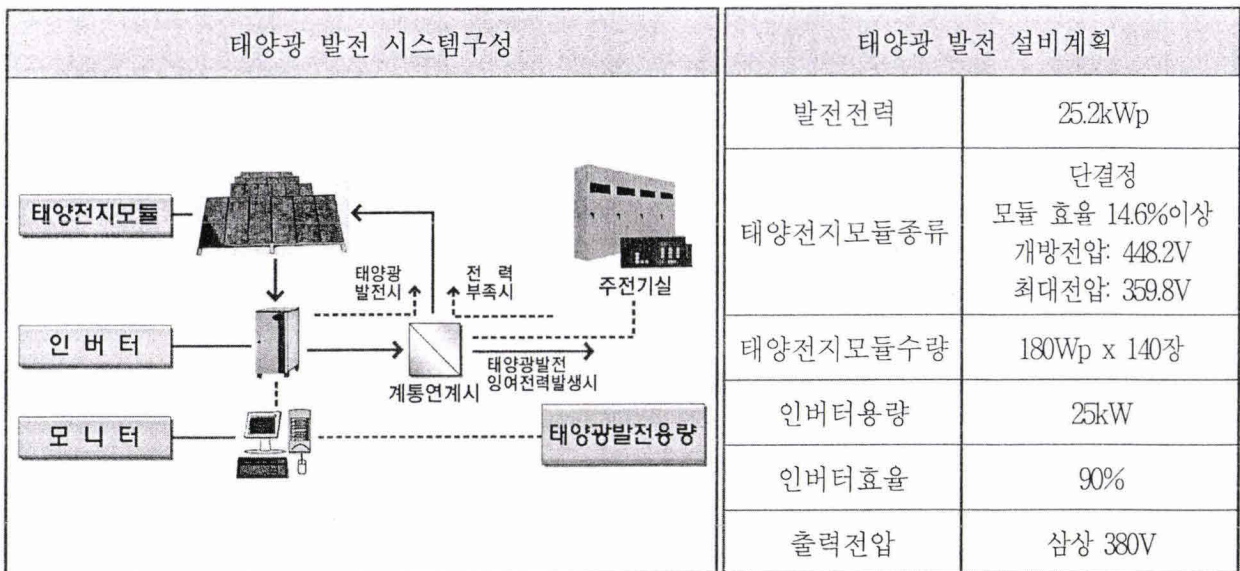 태양광 발전 시스템구성
태양전지모듈
태양광
발전시
전 력
부족시
주전기실
인 버 터
계통연계시
태양광발전
잉여전력발생시
모 니 터
태양광발전용량
태양광 발전 설비계획
발전전력
25.2kWp
태양전지모듈종류
단결정
모듈 효율 14.6%이상
개방전압: 448.2V
최대전압: 359.8V
태양전지모듈수량
180Wp x 140장
인버터용량
25kW
인버터효율
90%
출력전압
삼상 380V